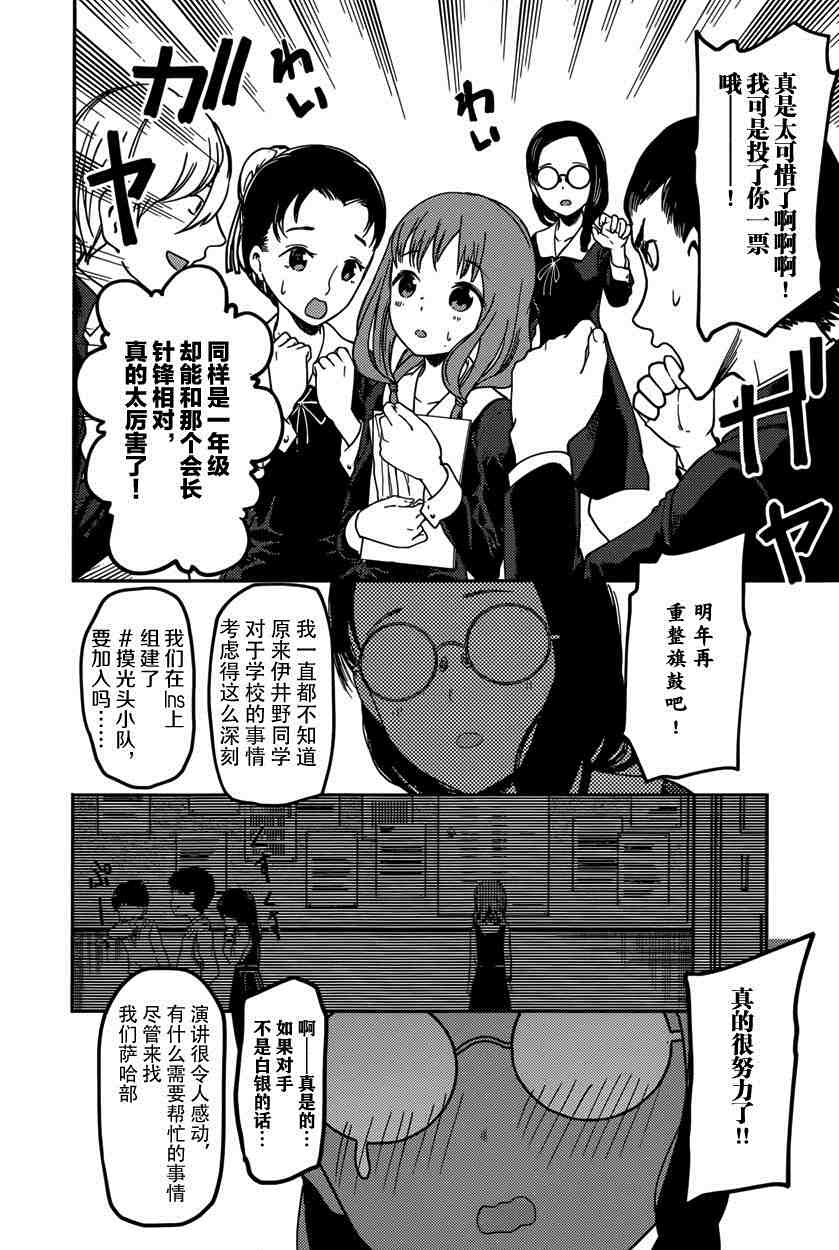 真是太可惜了啊啊啊！
我可是投了你一票
哦——！
わい
わい
ガヤ
ガヤ
同样是一年级
却能和那个会长
针锋相对，
真的太厉害了！
明年再
重整旗鼓吧！
我一直都不知道
原来伊井野同学
对于学校的事情
考虑得这么深刻
我们在Ins上
组建了
#摸光头小队，
要加入吗……
くすくす
ぷー
真的很努力了!!
啊——真是的…
如果对手
不是白银的话…
演讲很令人感动，
有什么需要帮忙的事情
尽管来找
我们萨哈部